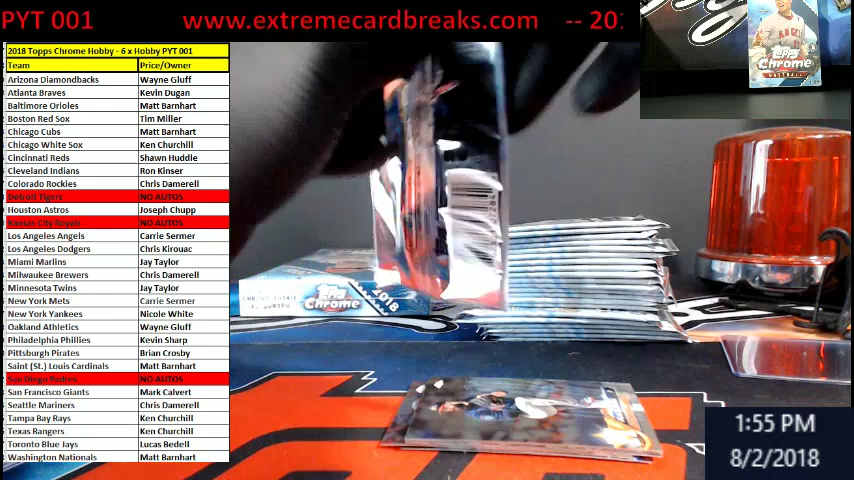 PYT 001 www.extremecardbreaks.com -- 201
2018 Topps Chrome Hobby - 6 x Hobby PYT 001
Team Price/Owner
Arizona Diamondbacks Wayne Gluff
Atlanta Braves Kevin Dugan
Baltimore Orioles Matt Barnhart
Boston Red Sox Tim Miller
Chicago Cubs Matt Barnhart
Chicago White Sox Ken Churchill
Cincinnati Reds Shawn Huddle
Cleveland Indians Ron Kinser
Colorado Rockies Chris Damerell
Detroit Tigers NO AUTOS
Houston Astros Joseph Chupp
Kansas City Royals NO AUTOS
Los Angeles Angels Carrie Sermer
Los Angeles Dodgers Chris Kirouac
Miami Marlins Jay Taylor
Milwaukee Brewers Chris Damerell
Minnesota Twins Jay Taylor
New York Mets Carrie Sermer
New York Yankees Nicole White
Oakland Athletics Wayne Gluff
Philadelphia Phillies Kevin Sharp
Pittsburgh Pirates Brian Crosby
Saint (St.) Louis Cardinals Matt Barnhart
San Diego Padres NO AUTOS
San Francisco Giants Mark Calvert
Seattle Mariners Chris Damerell
Tampa Bay Rays Ken Churchill
Texas Rangers Ken Churchill
Toronto Blue Jays Lucas Bedell
Washington Nationals Matt Barnhart
ANGELS
Topps
Chrome
BASEBALL
Topps
Chrome
2018
1:55 PM
8/2/2018